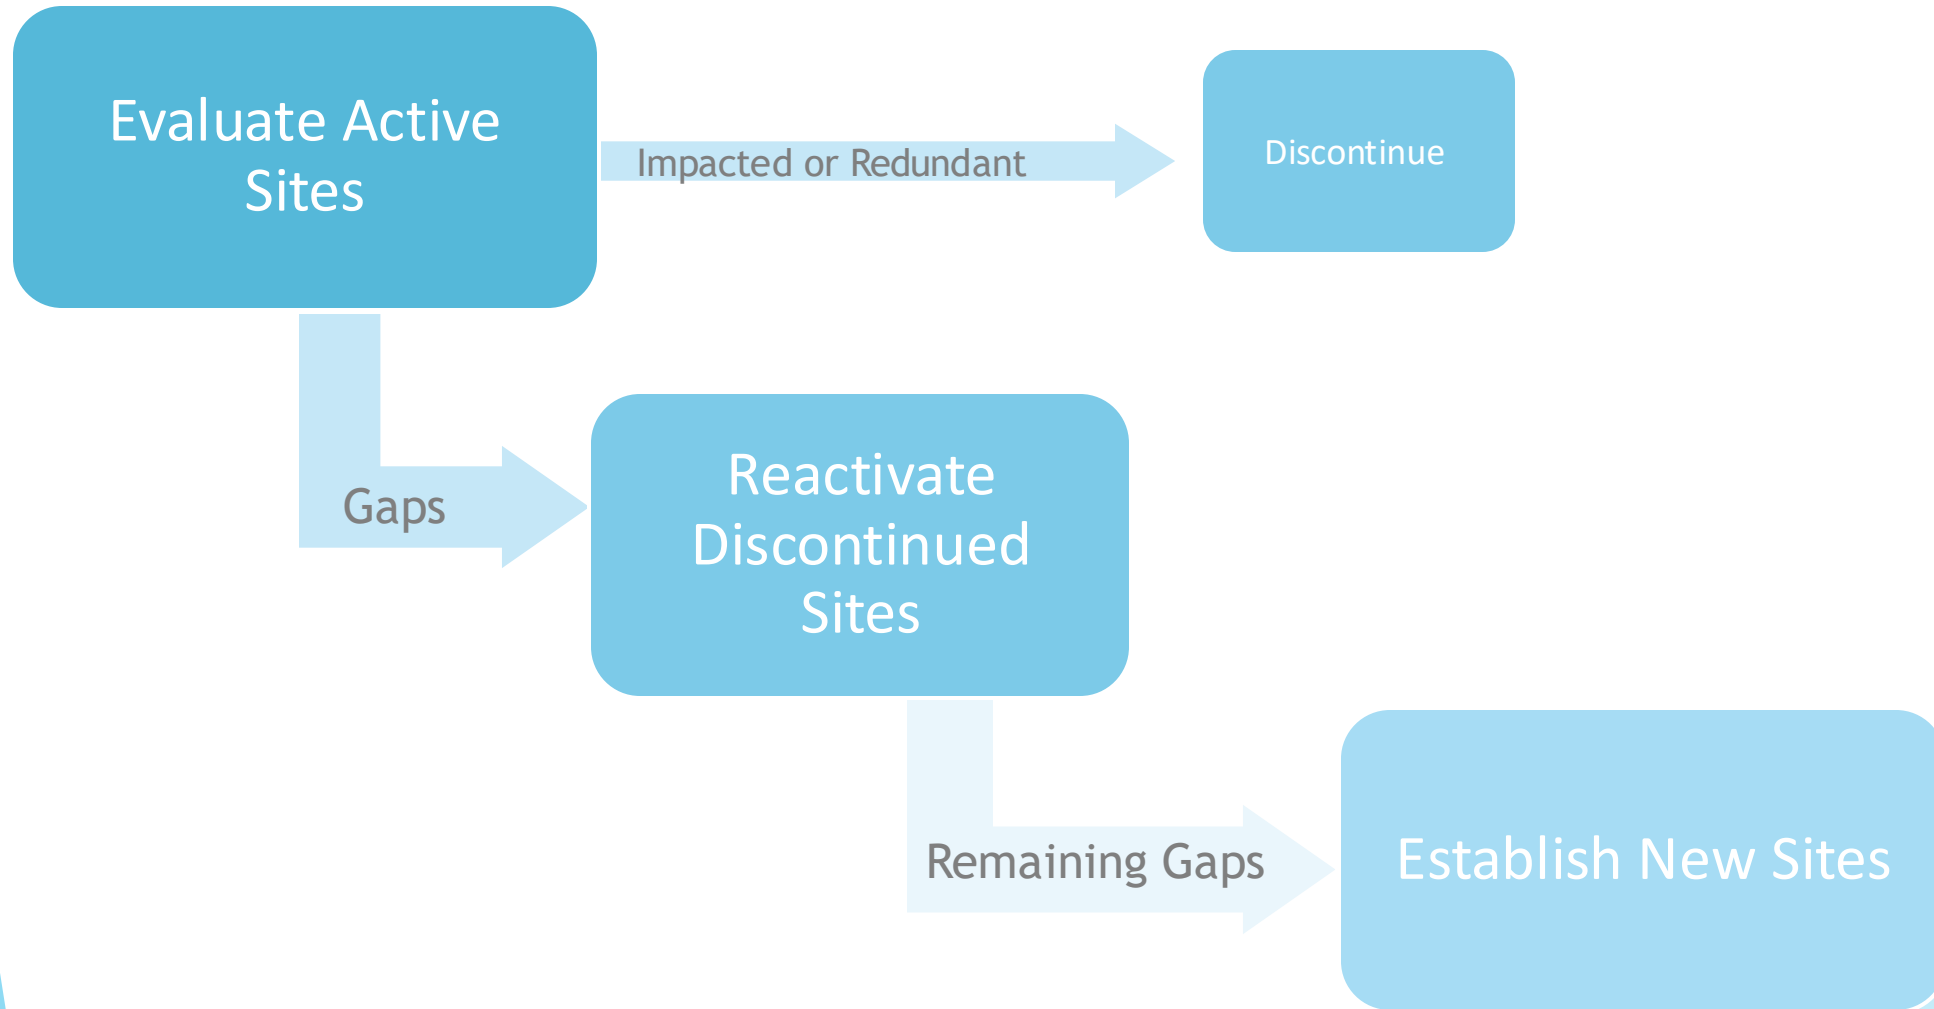 Evaluate Active
Sites
Impacted or Redundant
Discontinue
Gaps
Reactivate
Discontinued
Sites
Remaining Gaps
Establish New Sites